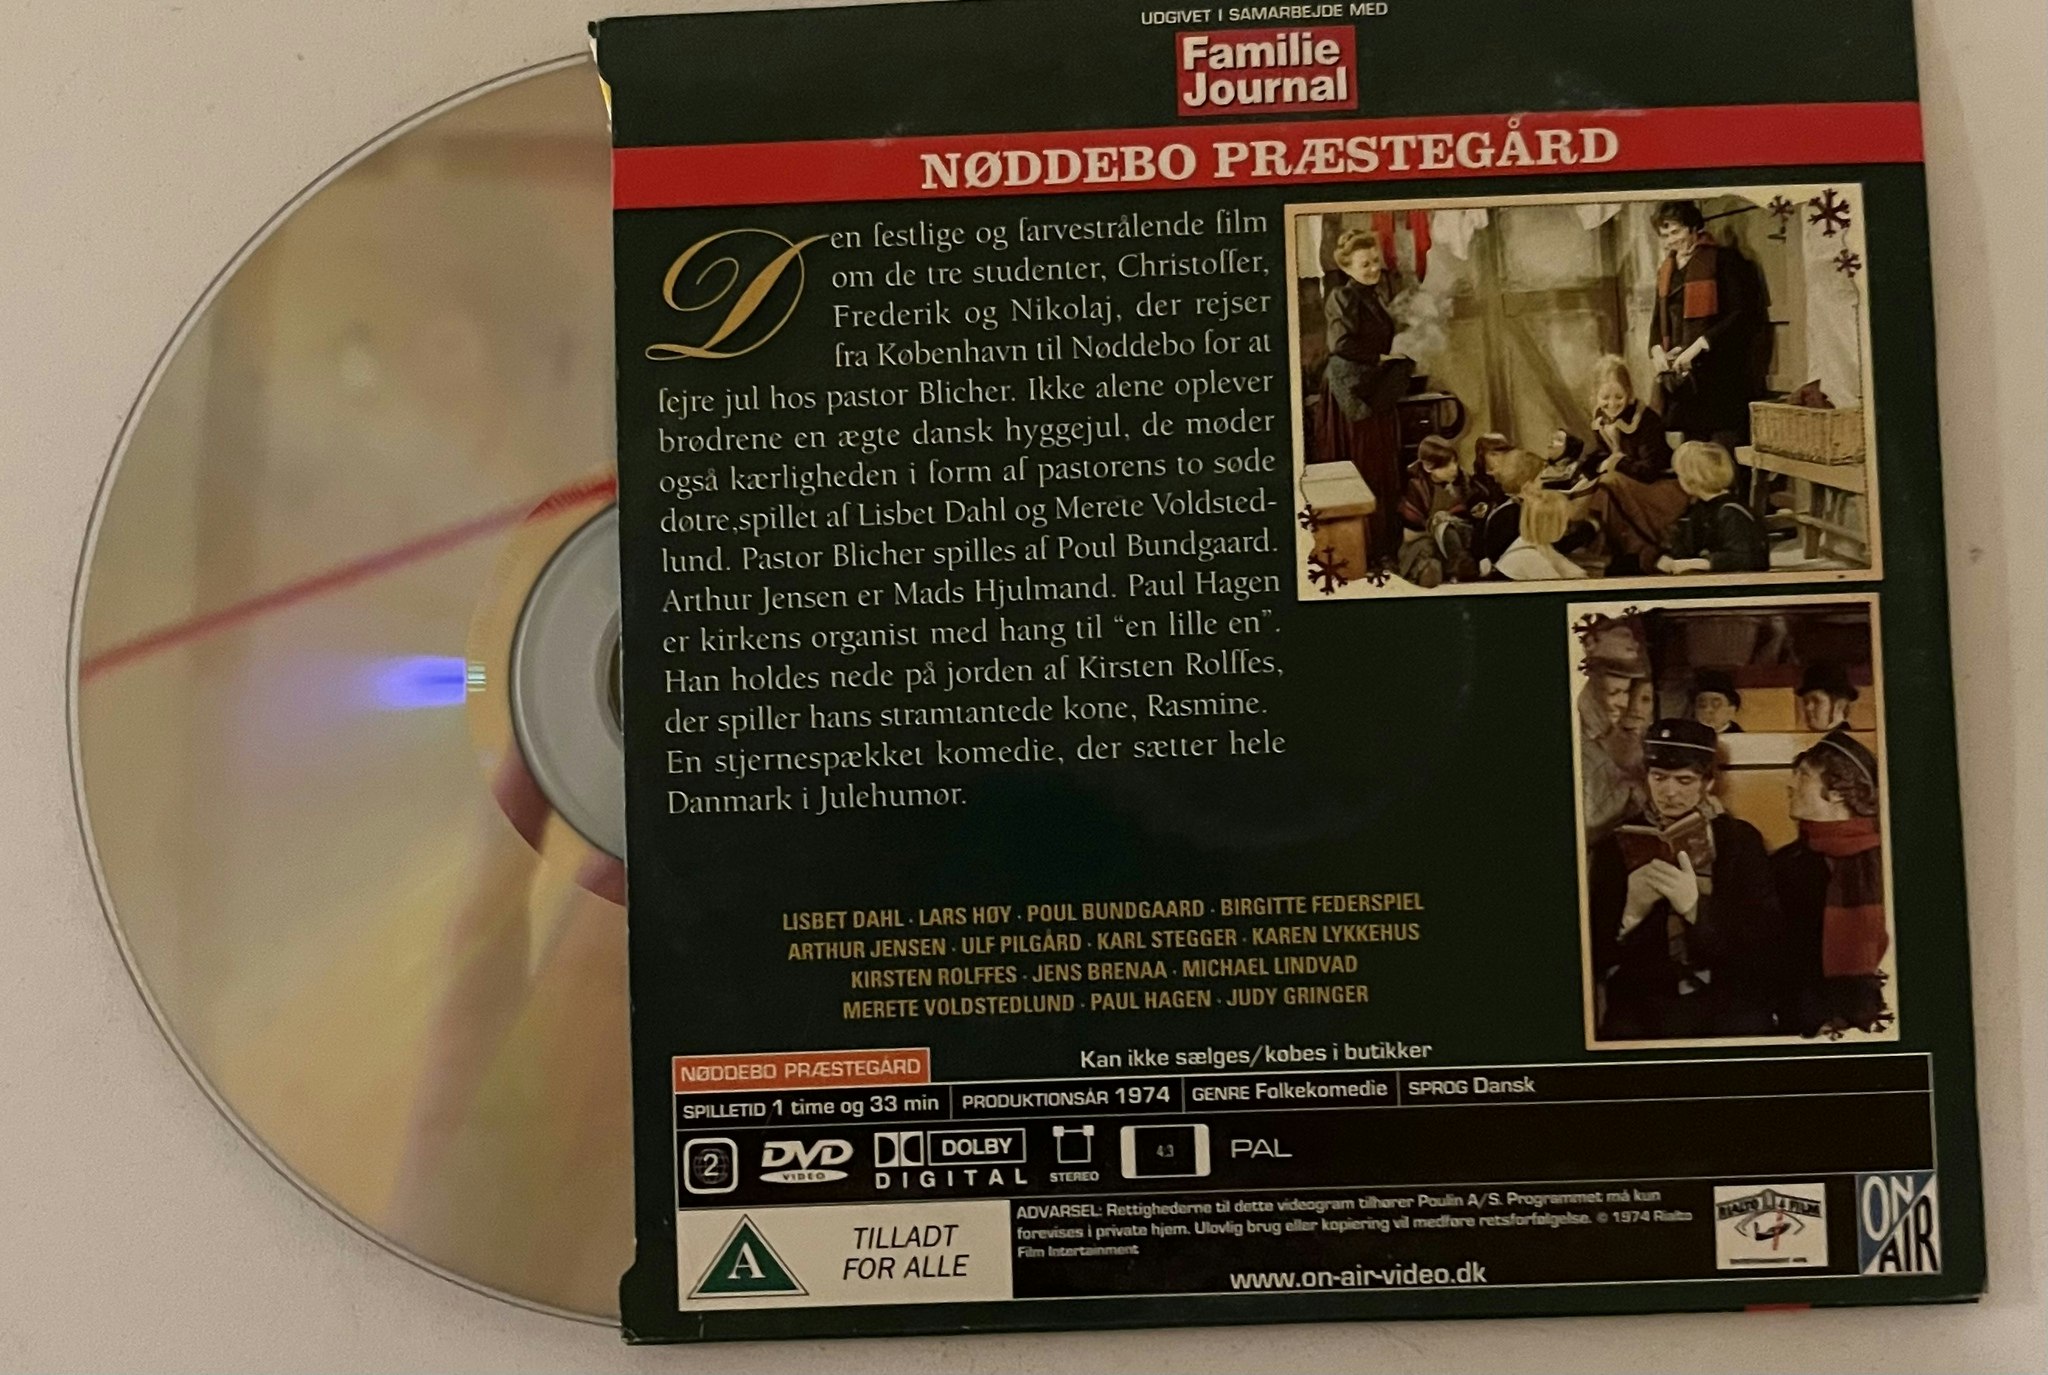 UDGIVET I SAMARBEJDE MED
Familie
Journal
NØDDEBO PRÆSTEGÅRD
Den festlige og farvestrålende film
om de tre studenter, Christoffer,
Frederik og Nikolaj, der rejser
fra København til Nøddebo for at
fejre jul hos pastor Blicher. Ikke alene oplever
brødrene en ægte dansk hyggejul, de møder
også kærligheden i form af pastorens to søde
døtre,spillet af Lisbet Dahl og Merete Voldsted-
lund. Pastor Blicher spilles af Poul Bundgaard.
Arthur Jensen er Mads Hjulmand. Paul Hagen
er kirkens organist med hang til “en lille en”.
Han holdes nede på jorden af Kirsten Rolffes,
der spiller hans stramtantede kone, Rasmine.
En stjernespækket komedie, der sætter hele
Danmark i Julehumør.
LISBET DAHL · LARS HØY · POUL BUNDGAARD · BIRGITTE FEDERSPIEL
ARTHUR JENSEN · ULF PILGÅRD · KARL STEGGER · KAREN LYKKEHUS
KIRSTEN ROLFFES · JENS BRENAA · MICHAEL LINDVAD
MERETE VOLDSTEDLUND · PAUL HAGEN · JUDY GRINGER
Kan ikke sælges/købes i butikker
NØDDEBO PRÆSTEGÅRD
SPILLETID 1 time og 33 min PRODUKTIONSÅR 1974 GENRE Folkekomedie SPROG Dansk
2 DVD VIDEO DOLBY DIGITAL STEREO 4:3 PAL
A TILLADT
FOR ALLE
ADVARSEL: Rettighederne til dette videogram tilhører Poulin A/S. Programmet må kun
forevises i private hjem. Ulovlig brug eller kopiering vil medføre retsforfølgelse. © 1974 Rialto
Film Intertainment
www.on-air-video.dk
ON
AIR